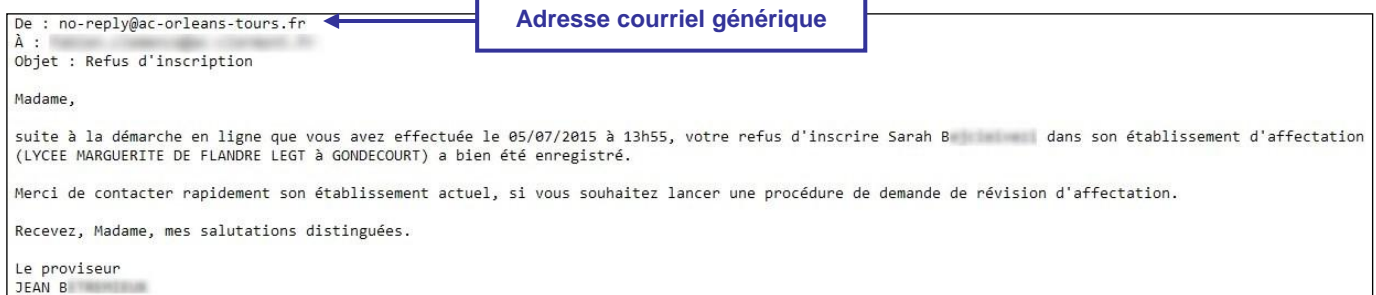 De : no-reply@ac-orleans-tours.fr
Adresse courriel générique
À :
Objet : Refus d'inscription
Madame,
suite à la démarche en ligne que vous avez effectuée le 05/07/2015 à 13h55, votre refus d'inscrire Sarah B dans son établissement d'affectation
(LYCEE MARGUERITE DE FLANDRE LEGT à GONDECOURT) a bien été enregistré.
Merci de contacter rapidement son établissement actuel, si vous souhaitez lancer une procédure de demande de révision d'affectation.
Recevez, Madame, mes salutations distinguées.
Le proviseur
JEAN B